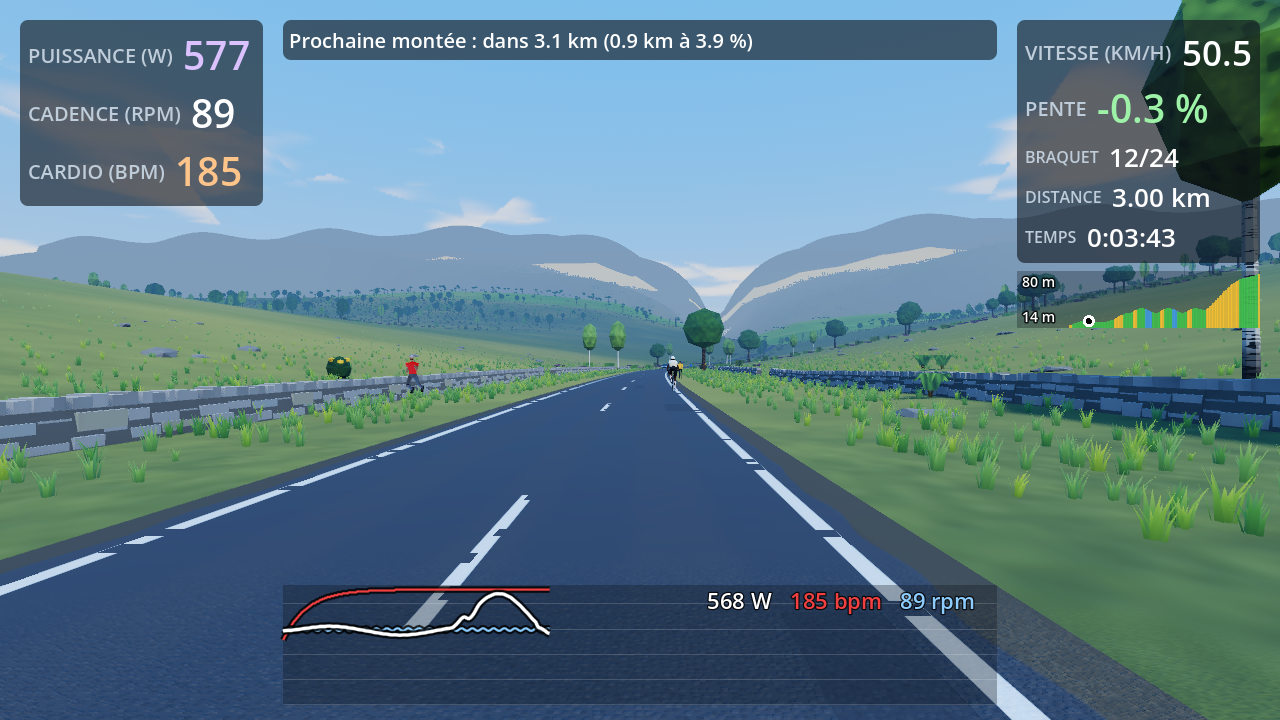 PUISSANCE (W) 577
CADENCE (RPM) 89
CARDIO (BPM) 185
Prochaine montée : dans 3.1 km (0.9 km à 3.9 %)
VITESSE (KM/H) 50.5
PENTE -0.3 %
BRAQUET 12/24
DISTANCE 3.00 km
TEMPS 0:03:43
80 m
14 m
568 W 185 bpm 89 rpm